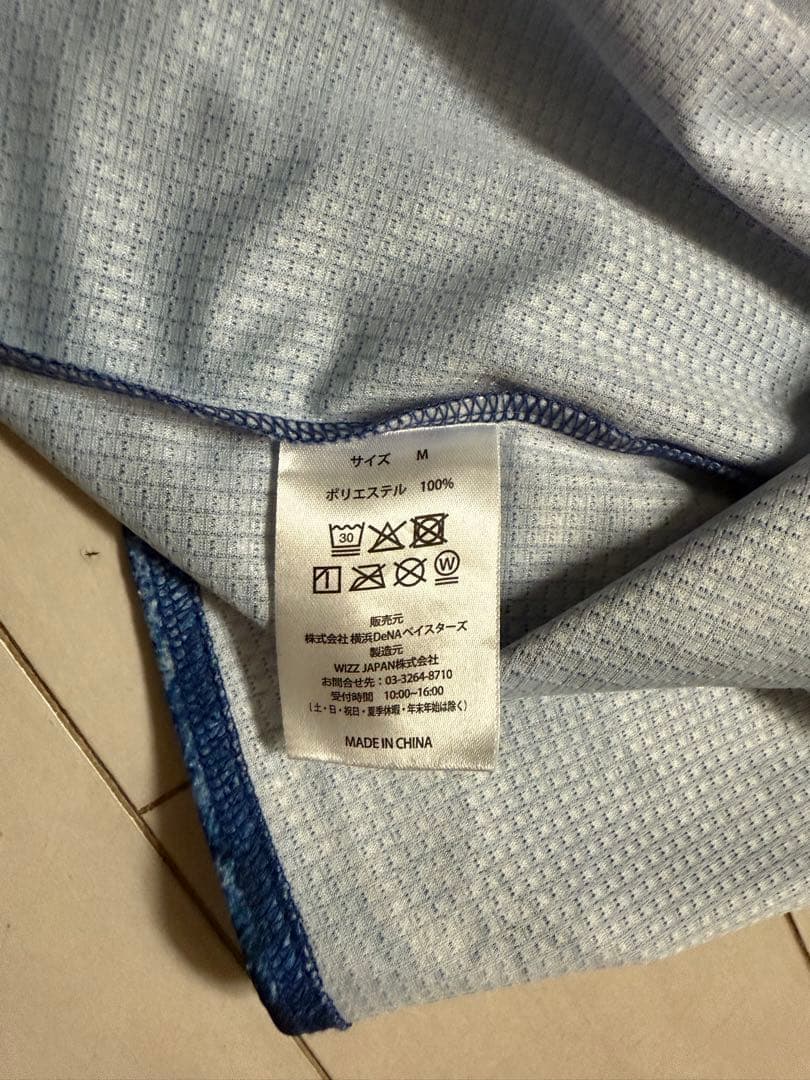 サイズ M
ポリエステル 100%
30
W
販売元
株式会社 横浜DeNAベイスターズ
製造元
WIZZ JAPAN株式会社
お問合せ先：03-3264-8710
受付時間 10:00~16:00
(土・日・祝日・夏季休暇・年末年始は除く)
MADE IN CHINA